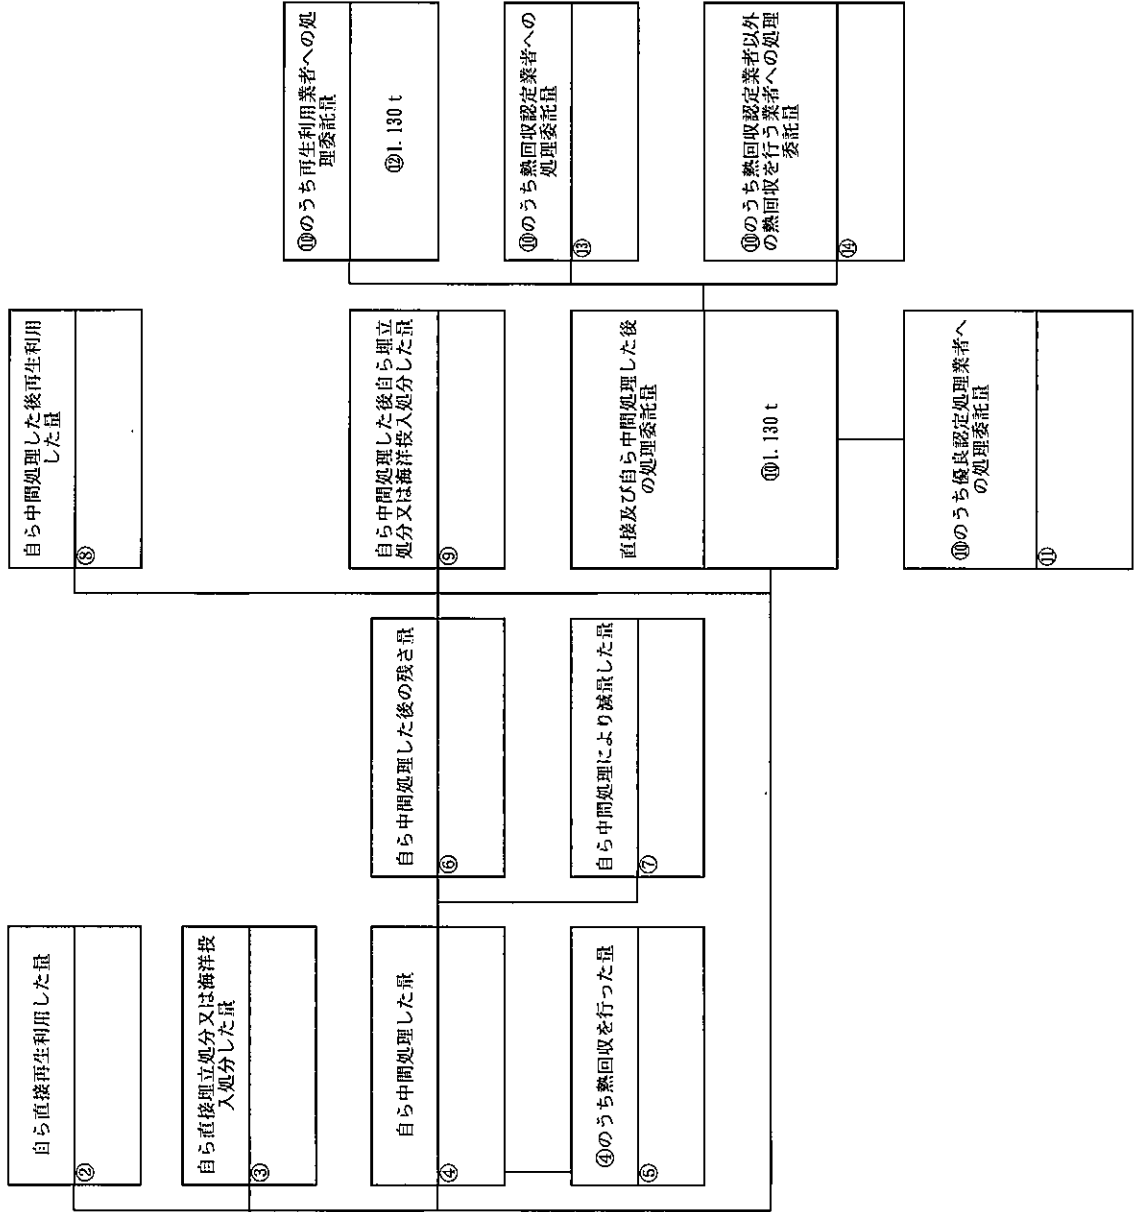 自ら直接再生利用した量
②
自ら直接埋立処分又は海洋投
入処分した量
③
自ら中間処理した量
④
④のうち熱回収を行った量
⑤
自ら中間処理した後の残さ量
⑥
自ら中間処理により減量した量
⑦
自ら中間処理した後再生利用
した量
⑧
自ら中間処理した後自ら埋立
処分又は海洋投入処分した量
⑨
直接及び自ら中間処理した後
の処理委託量
⑩1.130 t
⑩のうち優良認定処理業者へ
の処理委託量
⑪
⑩のうち再生利用業者への処
理委託量
⑫1.130 t
⑩のうち熱回収認定業者への
処理委託量
⑬
⑩のうち熱回収認定業者以外
の熱回収を行う業者への処理
委託量
⑭